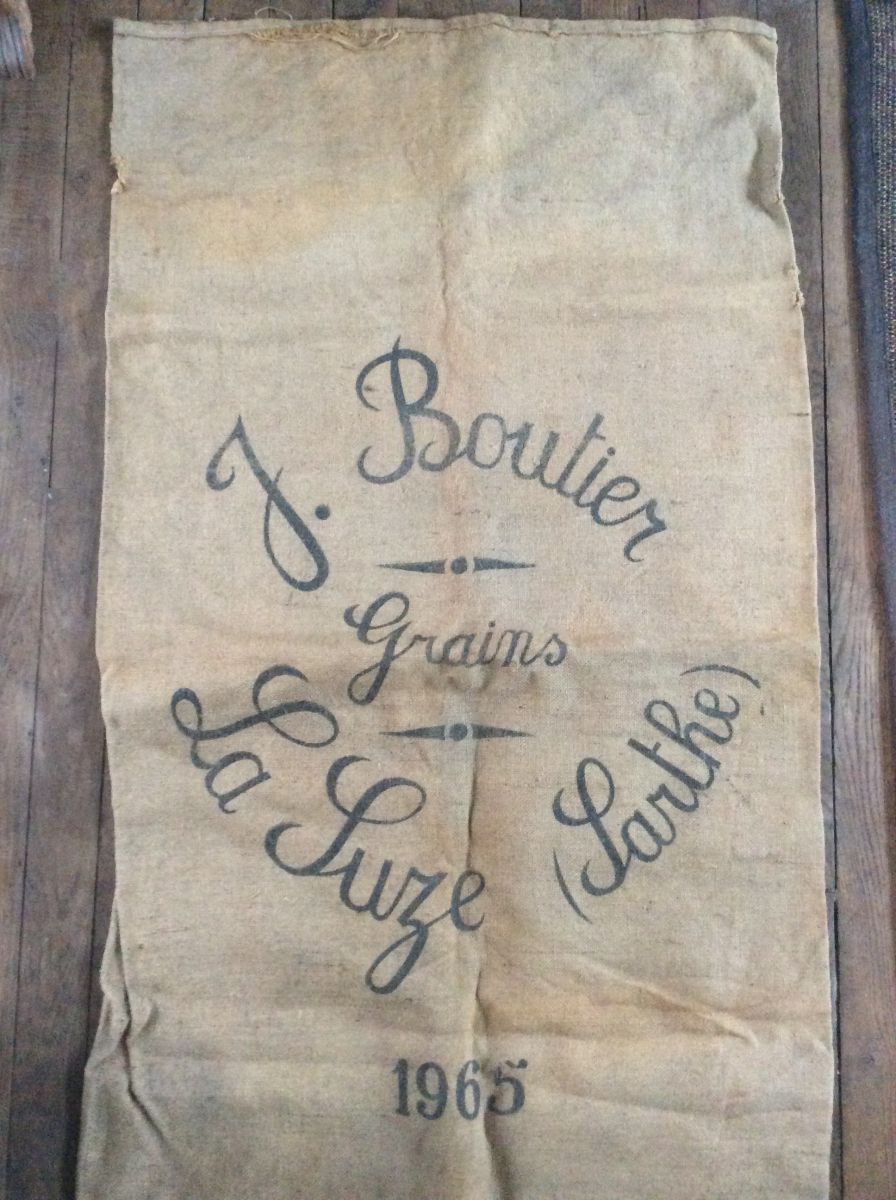 J. Boutier
Grains
La Suze (Sarthe)
1965